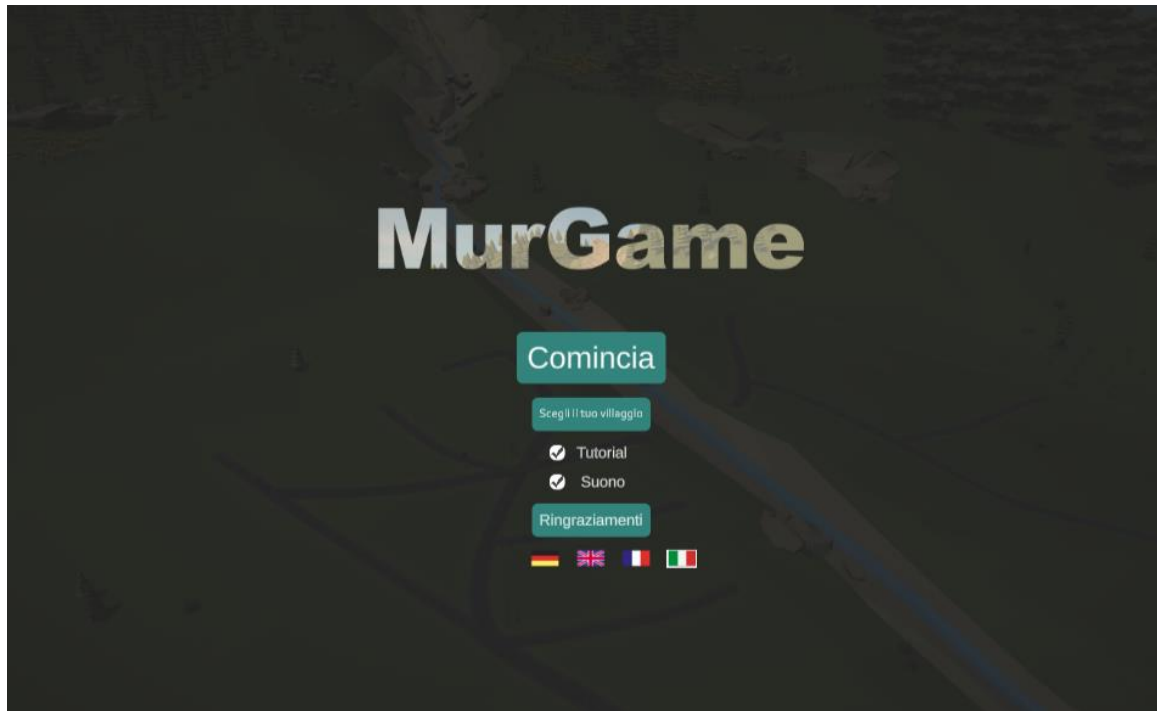 MurGame
Comincia
Scegli il tuo villaggio
Tutorial
Suono
Ringraziamenti